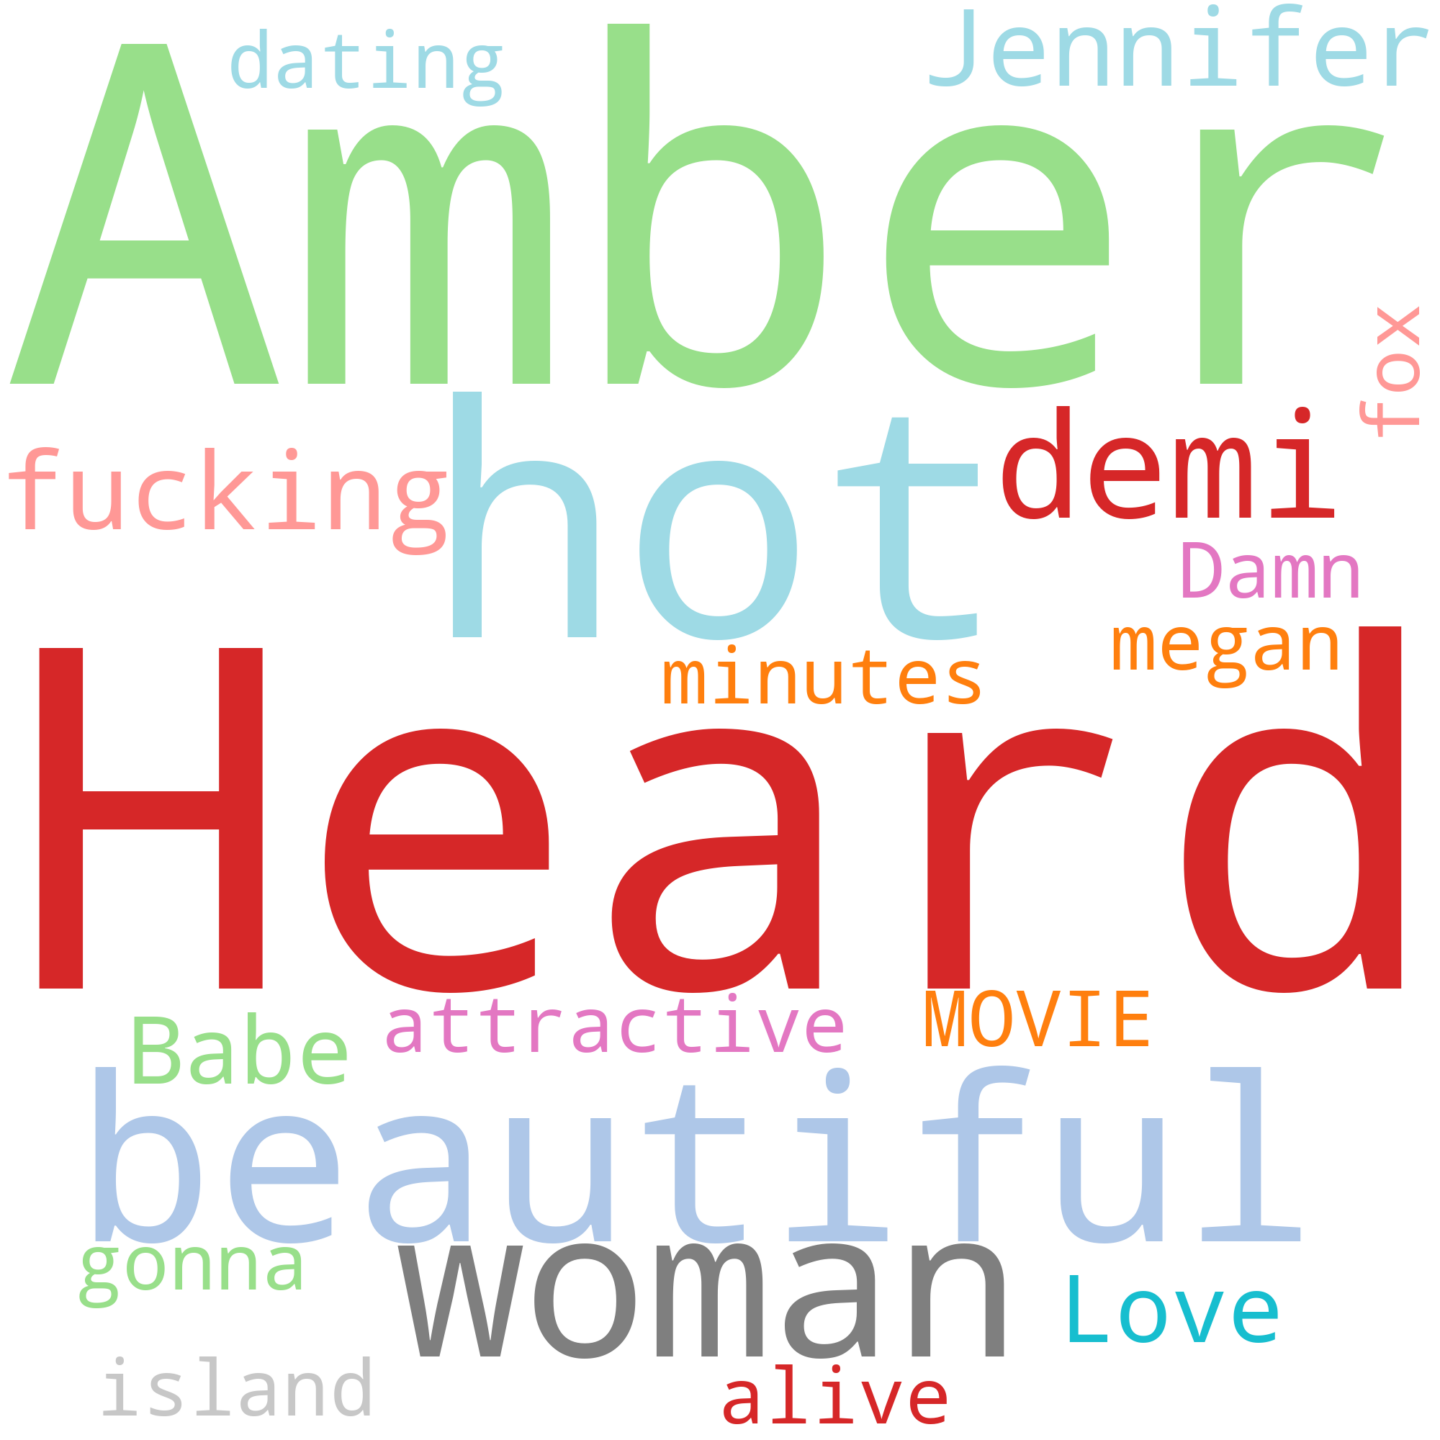 dating
Jennifer
Amber
fox
fucking
hot
demi
Damn
megan
minutes
Heard
attractive
MOVIE
Babe
beautiful
gonna
woman
Love
island
alive